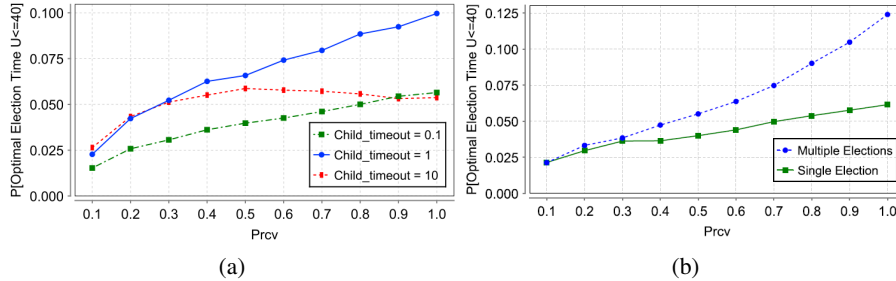 P[Optimal Election Time U<=40]
0.100
0.075
0.050
0.025
0.000
Child_timeout = 0.1
Child_timeout = 1
Child_timeout = 10
0.1 0.2 0.3 0.4 0.5 0.6 0.7 0.8 0.9 1.0
Prcv
(a)
P[Optimal Election Time U<=40]
0.125
0.100
0.075
0.050
0.025
0.000
Multiple Elections
Single Election
0.1 0.2 0.3 0.4 0.5 0.6 0.7 0.8 0.9 1.0
Prcv
(b)